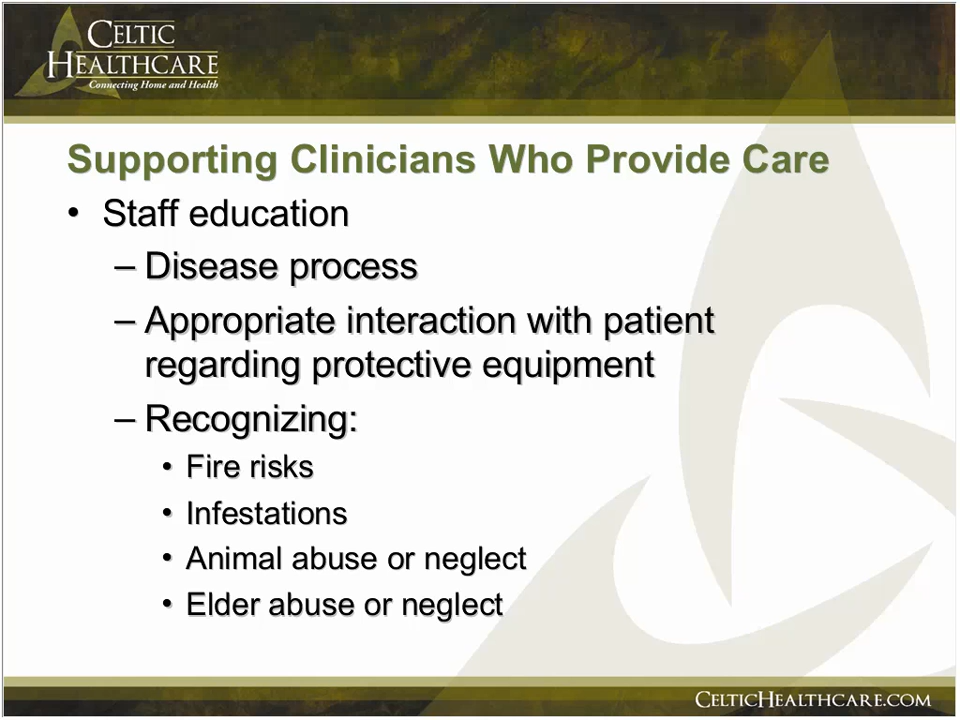 CELTIC
HEALTHCARE
Connecting Home and Health
Supporting Clinicians Who Provide Care
• Staff education
– Disease process
– Appropriate interaction with patient
regarding protective equipment
– Recognizing:
• Fire risks
• Infestations
• Animal abuse or neglect
• Elder abuse or neglect
CELTICHEALTHCARE.COM